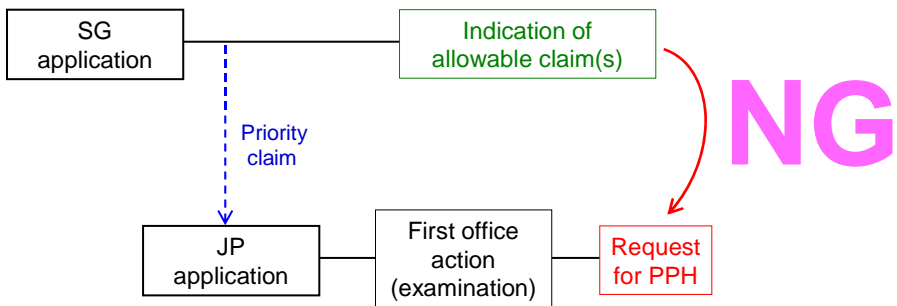 SG
application
Indication of
allowable claim(s)
NG
Priority
claim
JP
application
First office
action
(examination)
Request
for PPH